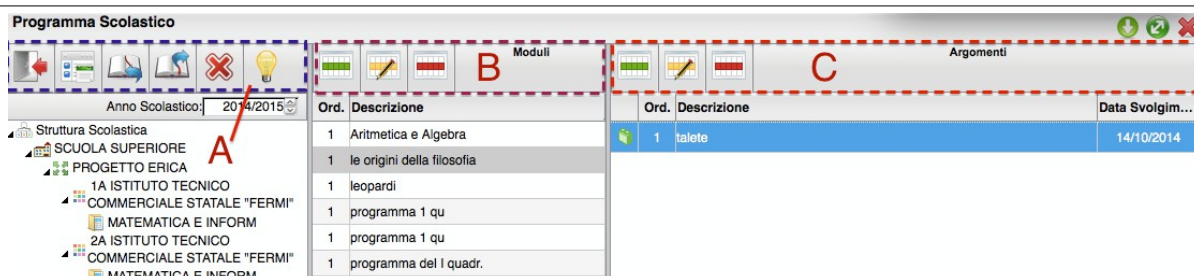 Programma Scolastico
A
B
Moduli
C
Argomenti
Anno Scolastico: 2014/2015
Struttura Scolastica
SCUOLA SUPERIORE
PROGETTO ERICA
1A ISTITUTO TECNICO
COMMERCIALE STATALE "FERMI"
MATEMATICA E INFORM
2A ISTITUTO TECNICO
COMMERCIALE STATALE "FERMI"
MATEMATICA E INFORM
Ord. Descrizione
1 Aritmetica e Algebra
1 le origini della filosofia
1 leopardi
1 programma 1 qu
1 programma 1 qu
1 programma del I quadr.
Ord. Descrizione Data Svolgim...
1 talete 14/10/2014